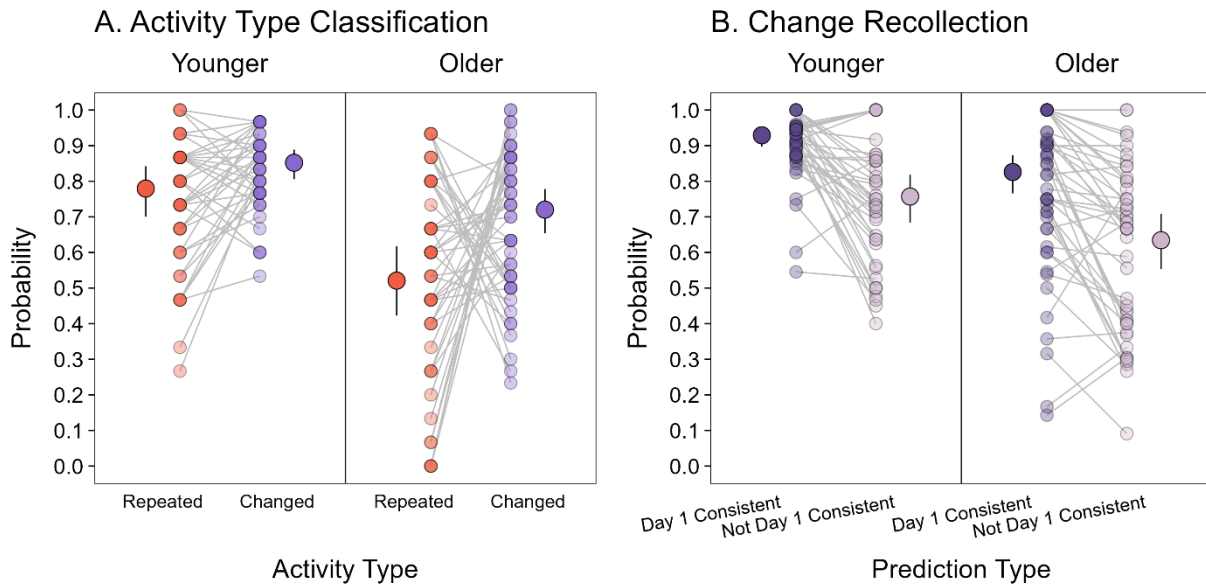 A. Activity Type Classification
Younger
Older
Probability
1.0
0.9
0.8
0.7
0.6
0.5
0.4
0.3
0.2
0.1
0.0
Repeated
Changed
Repeated
Changed
Activity Type
B. Change Recollection
Younger
Older
Probability
1.0
0.9
0.8
0.7
0.6
0.5
0.4
0.3
0.2
0.1
0.0
Day 1 Consistent
Not Day 1 Consistent
Day 1 Consistent
Not Day 1 Consistent
Prediction Type